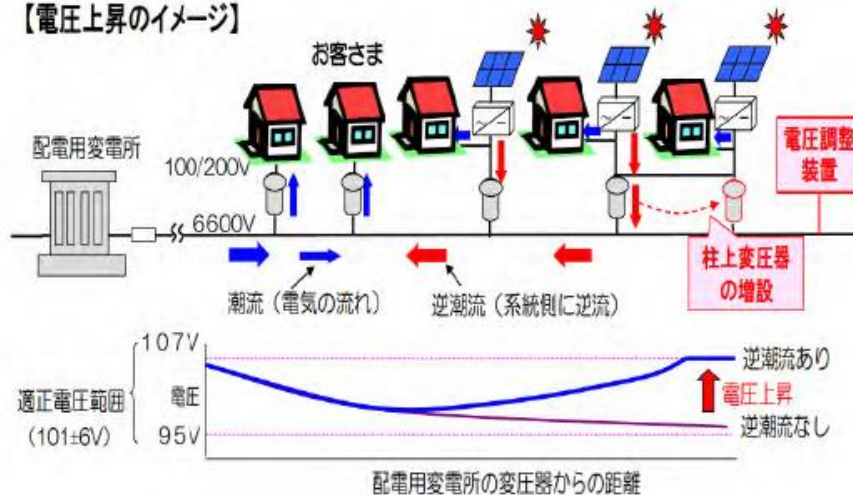 【電圧上昇のイメージ】
お客さま
配電用変電所
100/200V
6600V
電圧調整
装置
柱上変圧器
の増設
潮流（電気の流れ）
逆潮流（系統側に逆流）
107V
適正電圧範囲
(101±6V)
電圧
95V
逆潮流あり
電圧上昇
逆潮流なし
配電用変電所の変圧器からの距離